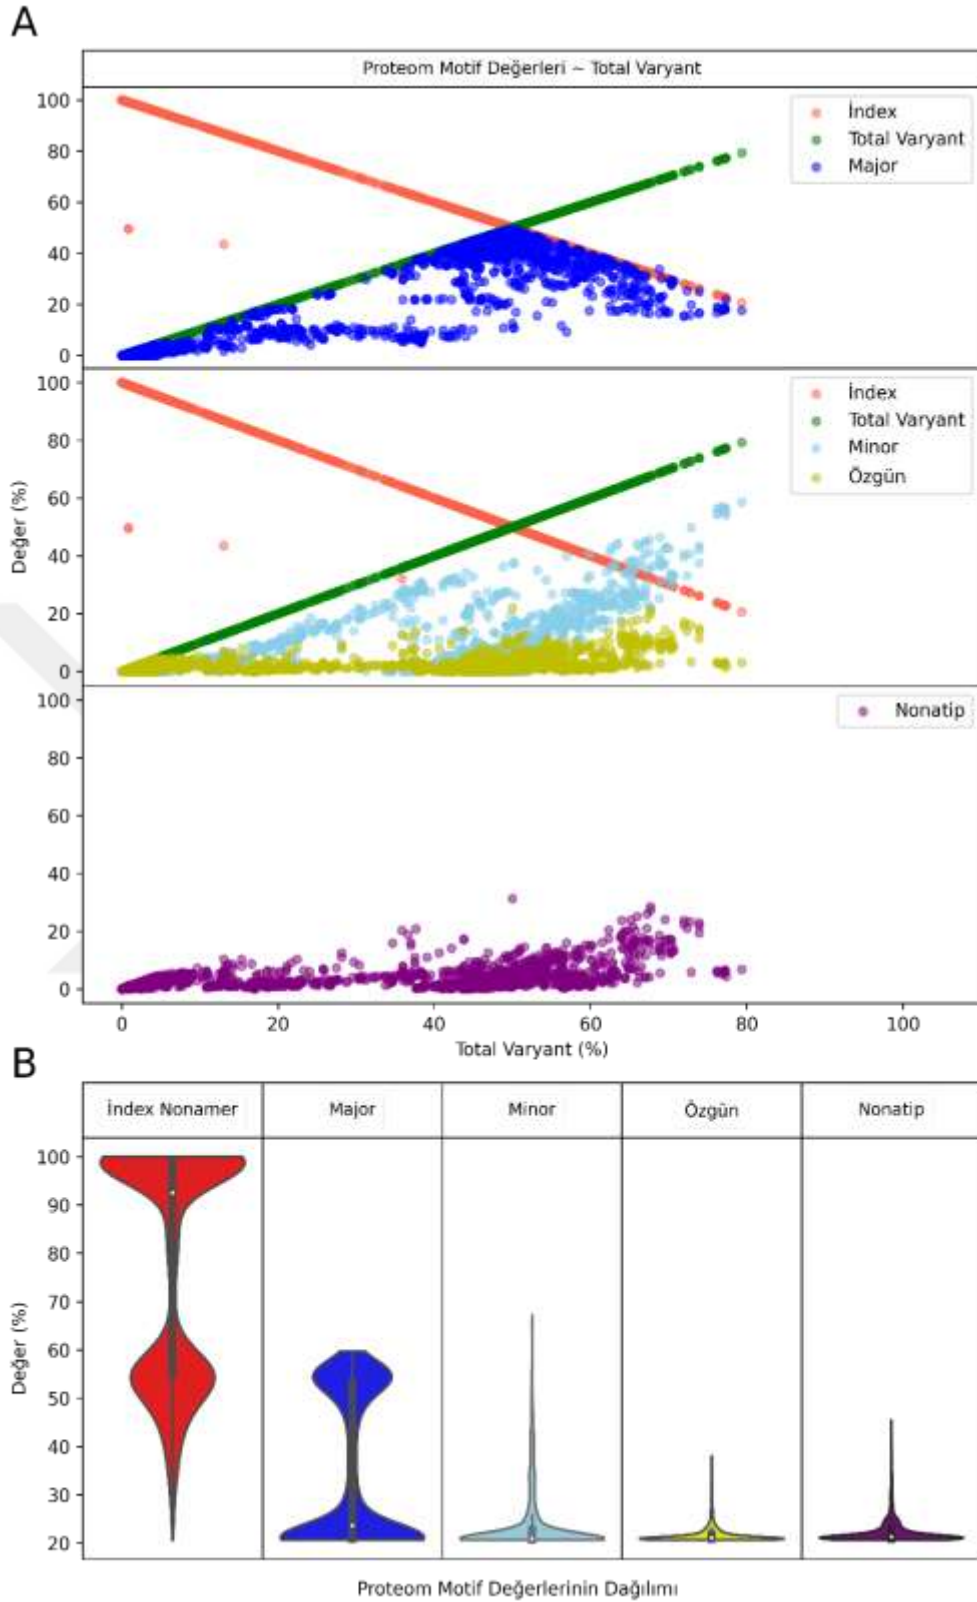 A
Proteom Motif Değerleri ~ Total Varyant
100
80
60
40
20
0
İndex
Total Varyant
Major
100
80
60
40
20
0
İndex
Total Varyant
Minor
Özgün
Değer (%)
100
80
60
40
20
0
Nonatip
0 20 40 60 80 100
Total Varyant (%)
B
İndex Nonamer Major Minor Özgün Nonatip
100
90
80
70
60
50
40
30
20
Değer (%)
Proteom Motif Değerlerinin Dağılımı